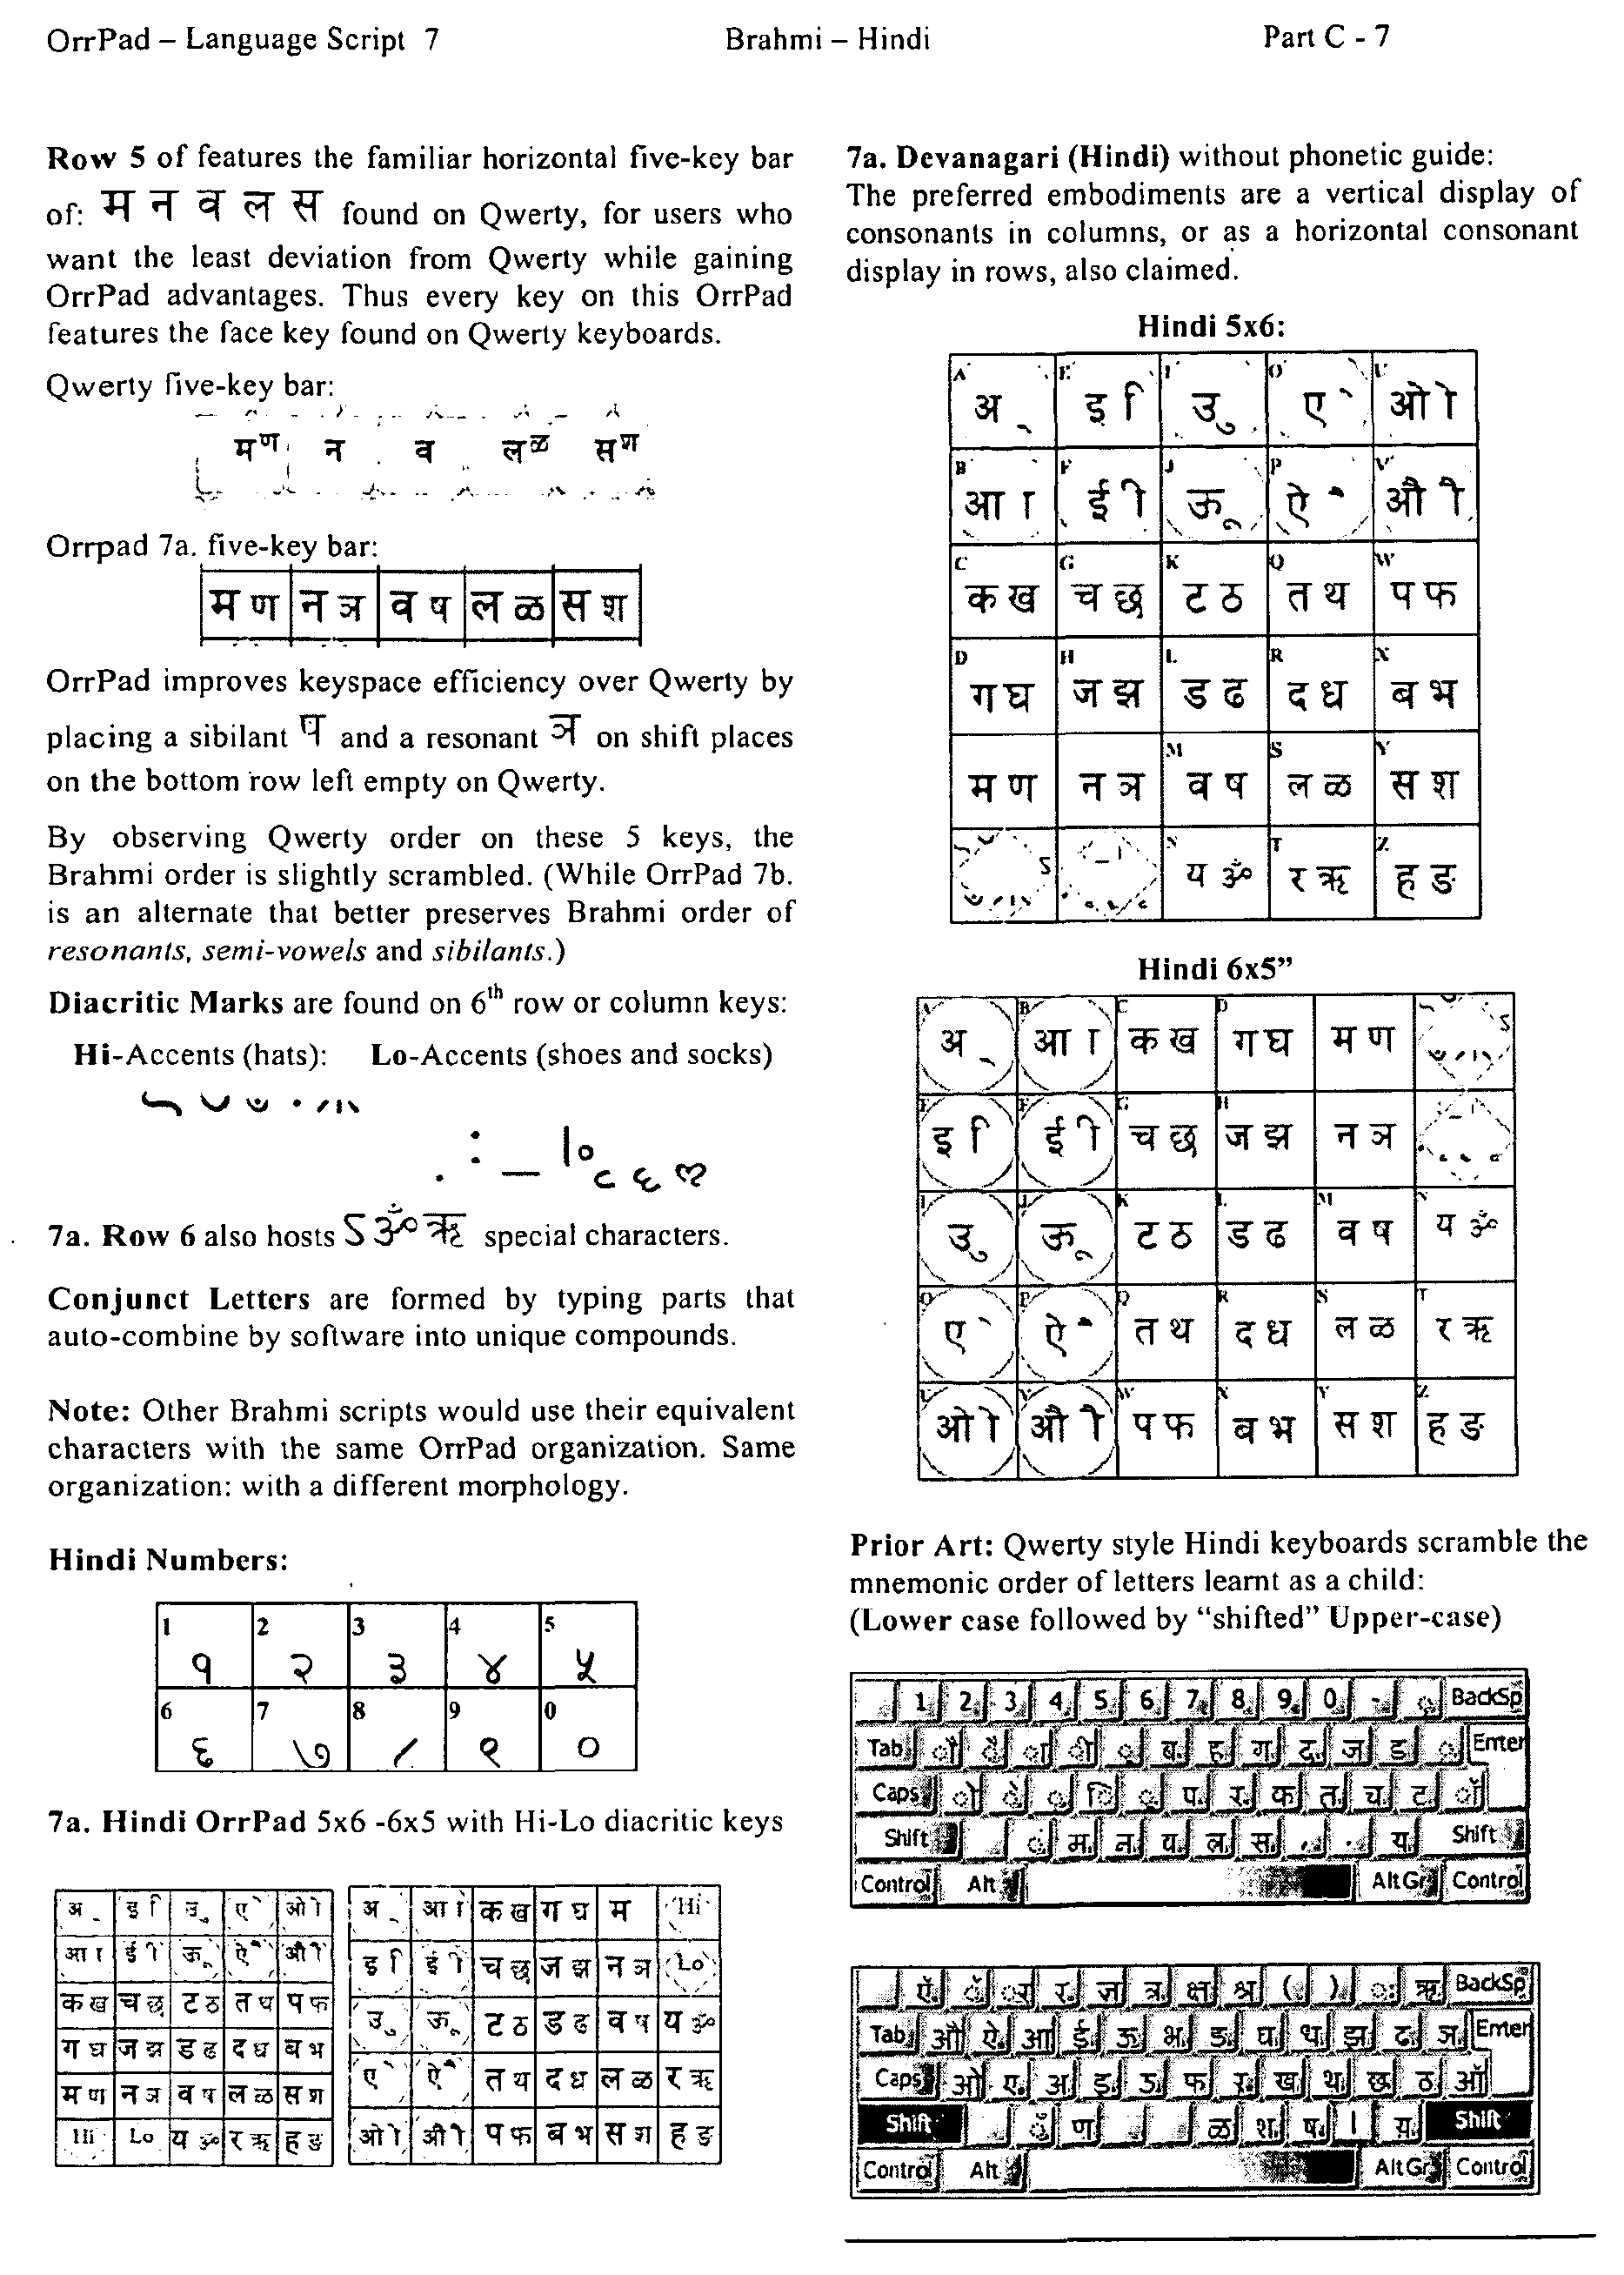 OrrPad – Language Script 7
Brahmi – Hindi
Part C - 7
Row 5 of features the familiar horizontal five-key bar
of: म न व ल स found on Qwerty, for users who
want the least deviation from Qwerty while gaining
OrrPad advantages. Thus every key on this OrrPad
features the face key found on Qwerty keyboards.
Qwerty five-key bar:
मण न व लळ सश
Orrpad 7a. five-key bar:
म ण न ञ व ष ल ळ स श
OrrPad improves keyspace efficiency over Qwerty by
placing a sibilant ष and a resonant ञ on shift places
on the bottom row left empty on Qwerty.
By observing Qwerty order on these 5 keys, the
Brahmi order is slightly scrambled. (While OrrPad 7b.
is an alternate that better preserves Brahmi order of
resonants, semi-vowels and sibilants.)
Diacritic Marks are found on 6th row or column keys:
Hi-Accents (hats): Lo-Accents (shoes and socks)
7a. Row 6 also hosts ऽ ॐ ऋ special characters.
Conjunct Letters are formed by typing parts that
auto-combine by software into unique compounds.
Note: Other Brahmi scripts would use their equivalent
characters with the same OrrPad organization. Same
organization: with a different morphology.
Hindi Numbers:
1 2 3 4 5
१ २ ३ ४ ५
6 7 8 9 0
६ ७ ८ ९ ०
7a. Hindi OrrPad 5x6 -6x5 with Hi-Lo diacritic keys
अ ् इ ि उ ु ए े ओ ो
आ ा ई ी ऊ ू ऐ ै औ ौ
क ख च छ ट ठ त थ प फ
ग घ ज झ ड ढ द ध ब भ
म ण न ञ व ष ल ळ स श
Hi Lo य ॐ र ऋ ह ङ
अ ् आ ा क ख ग घ म Hi
इ ि ई ी च छ ज झ न ञ Lo
उ ु ऊ ू ट ठ ड ढ व ष य ॐ
ए े ऐ ै त थ द ध ल ळ र ऋ
ओ ो औ ौ प फ ब भ स श ह ङ
7a. Devanagari (Hindi) without phonetic guide:
The preferred embodiments are a vertical display of
consonants in columns, or as a horizontal consonant
display in rows, also claimed.
Hindi 5x6:
A E I O U
अ ् इ ि उ ु ए े ओ ो
B F J P V
आ ा ई ी ऊ ू ऐ ै औ ौ
C G K Q W
क ख च छ ट ठ त थ प फ
D H L R X
ग घ ज झ ड ढ द ध ब भ
M S Y
म ण न ञ व ष ल ळ स श
N T Z
ऽ य ॐ र ऋ ह ङ
Hindi 6x5”
A B C D
अ ् आ ा क ख ग घ म ण ऽ
E F G H
इ ि ई ी च छ ज झ न ञ
I J K L M N
उ ु ऊ ू ट ठ ड ढ व ष य ॐ
O P Q R S T
ए े ऐ ै त थ द ध ल ळ र ऋ
U V W X Y Z
ओ ो औ ौ प फ ब भ स श ह ङ
Prior Art: Qwerty style Hindi keyboards scramble the
mnemonic order of letters learnt as a child:
(Lower case followed by “shifted” Upper-case)
1 2 3 4 5 6 7 8 9 0 - ृ BackSp
Tab ौ ै ा ी ू ब ह ग द ज ड ़ Enter
Caps ो े ् ि ु प र क त च ट ॉ
Shift ं म न व ल स , . य Shift
Control Alt AltGr Control
ऍ ॅ ्र र् ज्ञ त्र क्ष श्र ( ) ः ऋ BackSp
Tab औ ऐ आ ई ऊ भ ङ घ ध झ ढ ञ Enter
Caps ओ ए अ इ उ फ ऱ ख थ छ ठ ऑ
Shift ँ ण ळ श ष । य़ Shift
Control Alt AltGr Control